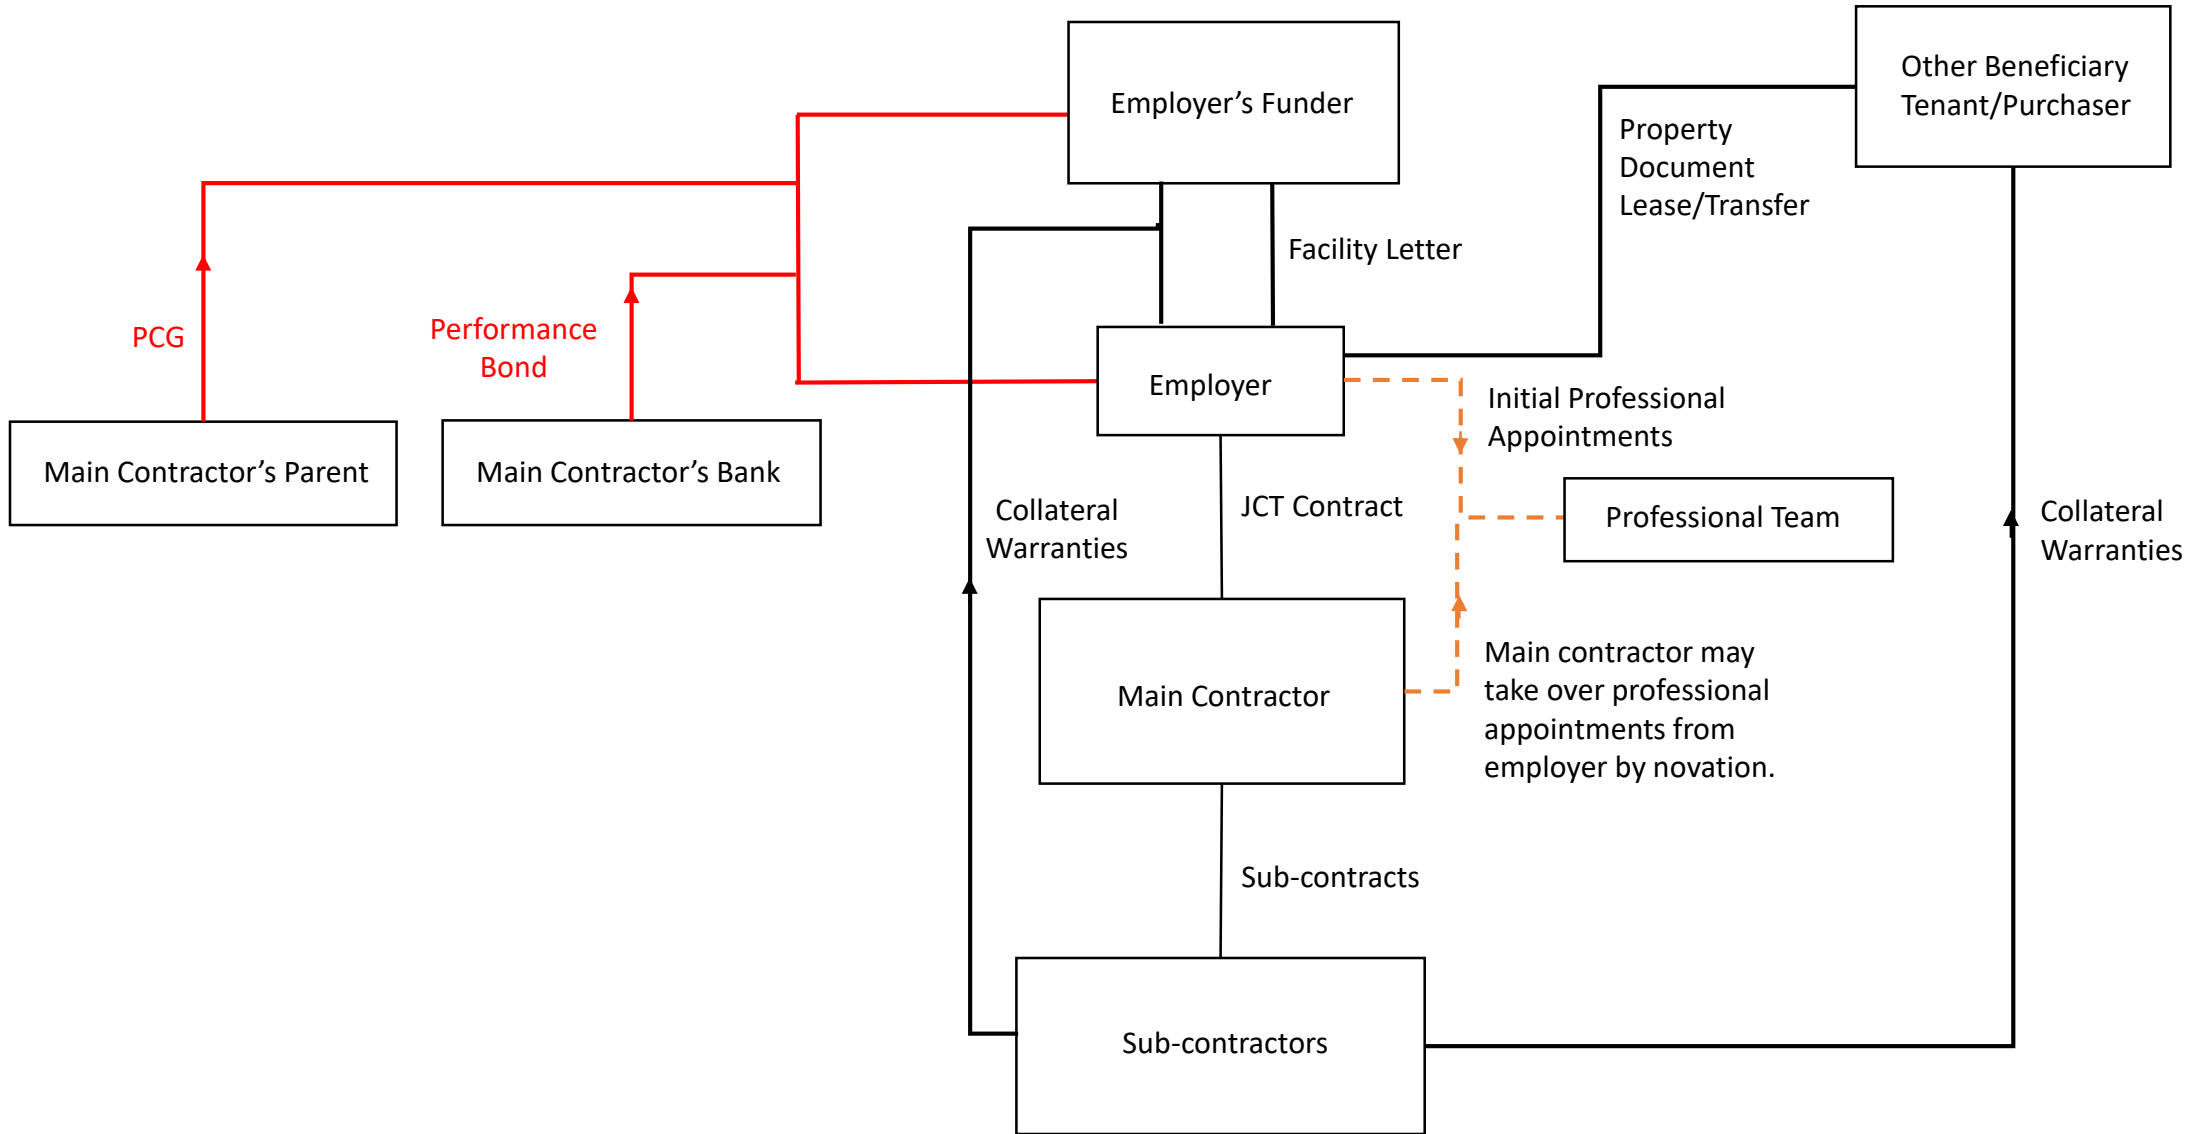 Employer’s Funder
Other Beneficiary
Tenant/Purchaser
Property
Document
Lease/Transfer
Facility Letter
PCG
Performance
Bond
Employer
Initial Professional
Appointments
Main Contractor’s Parent
Main Contractor’s Bank
Collateral
Warranties
JCT Contract
Professional Team
Collateral
Warranties
Main Contractor
Main contractor may
take over professional
appointments from
employer by novation.
Sub-contracts
Sub-contractors